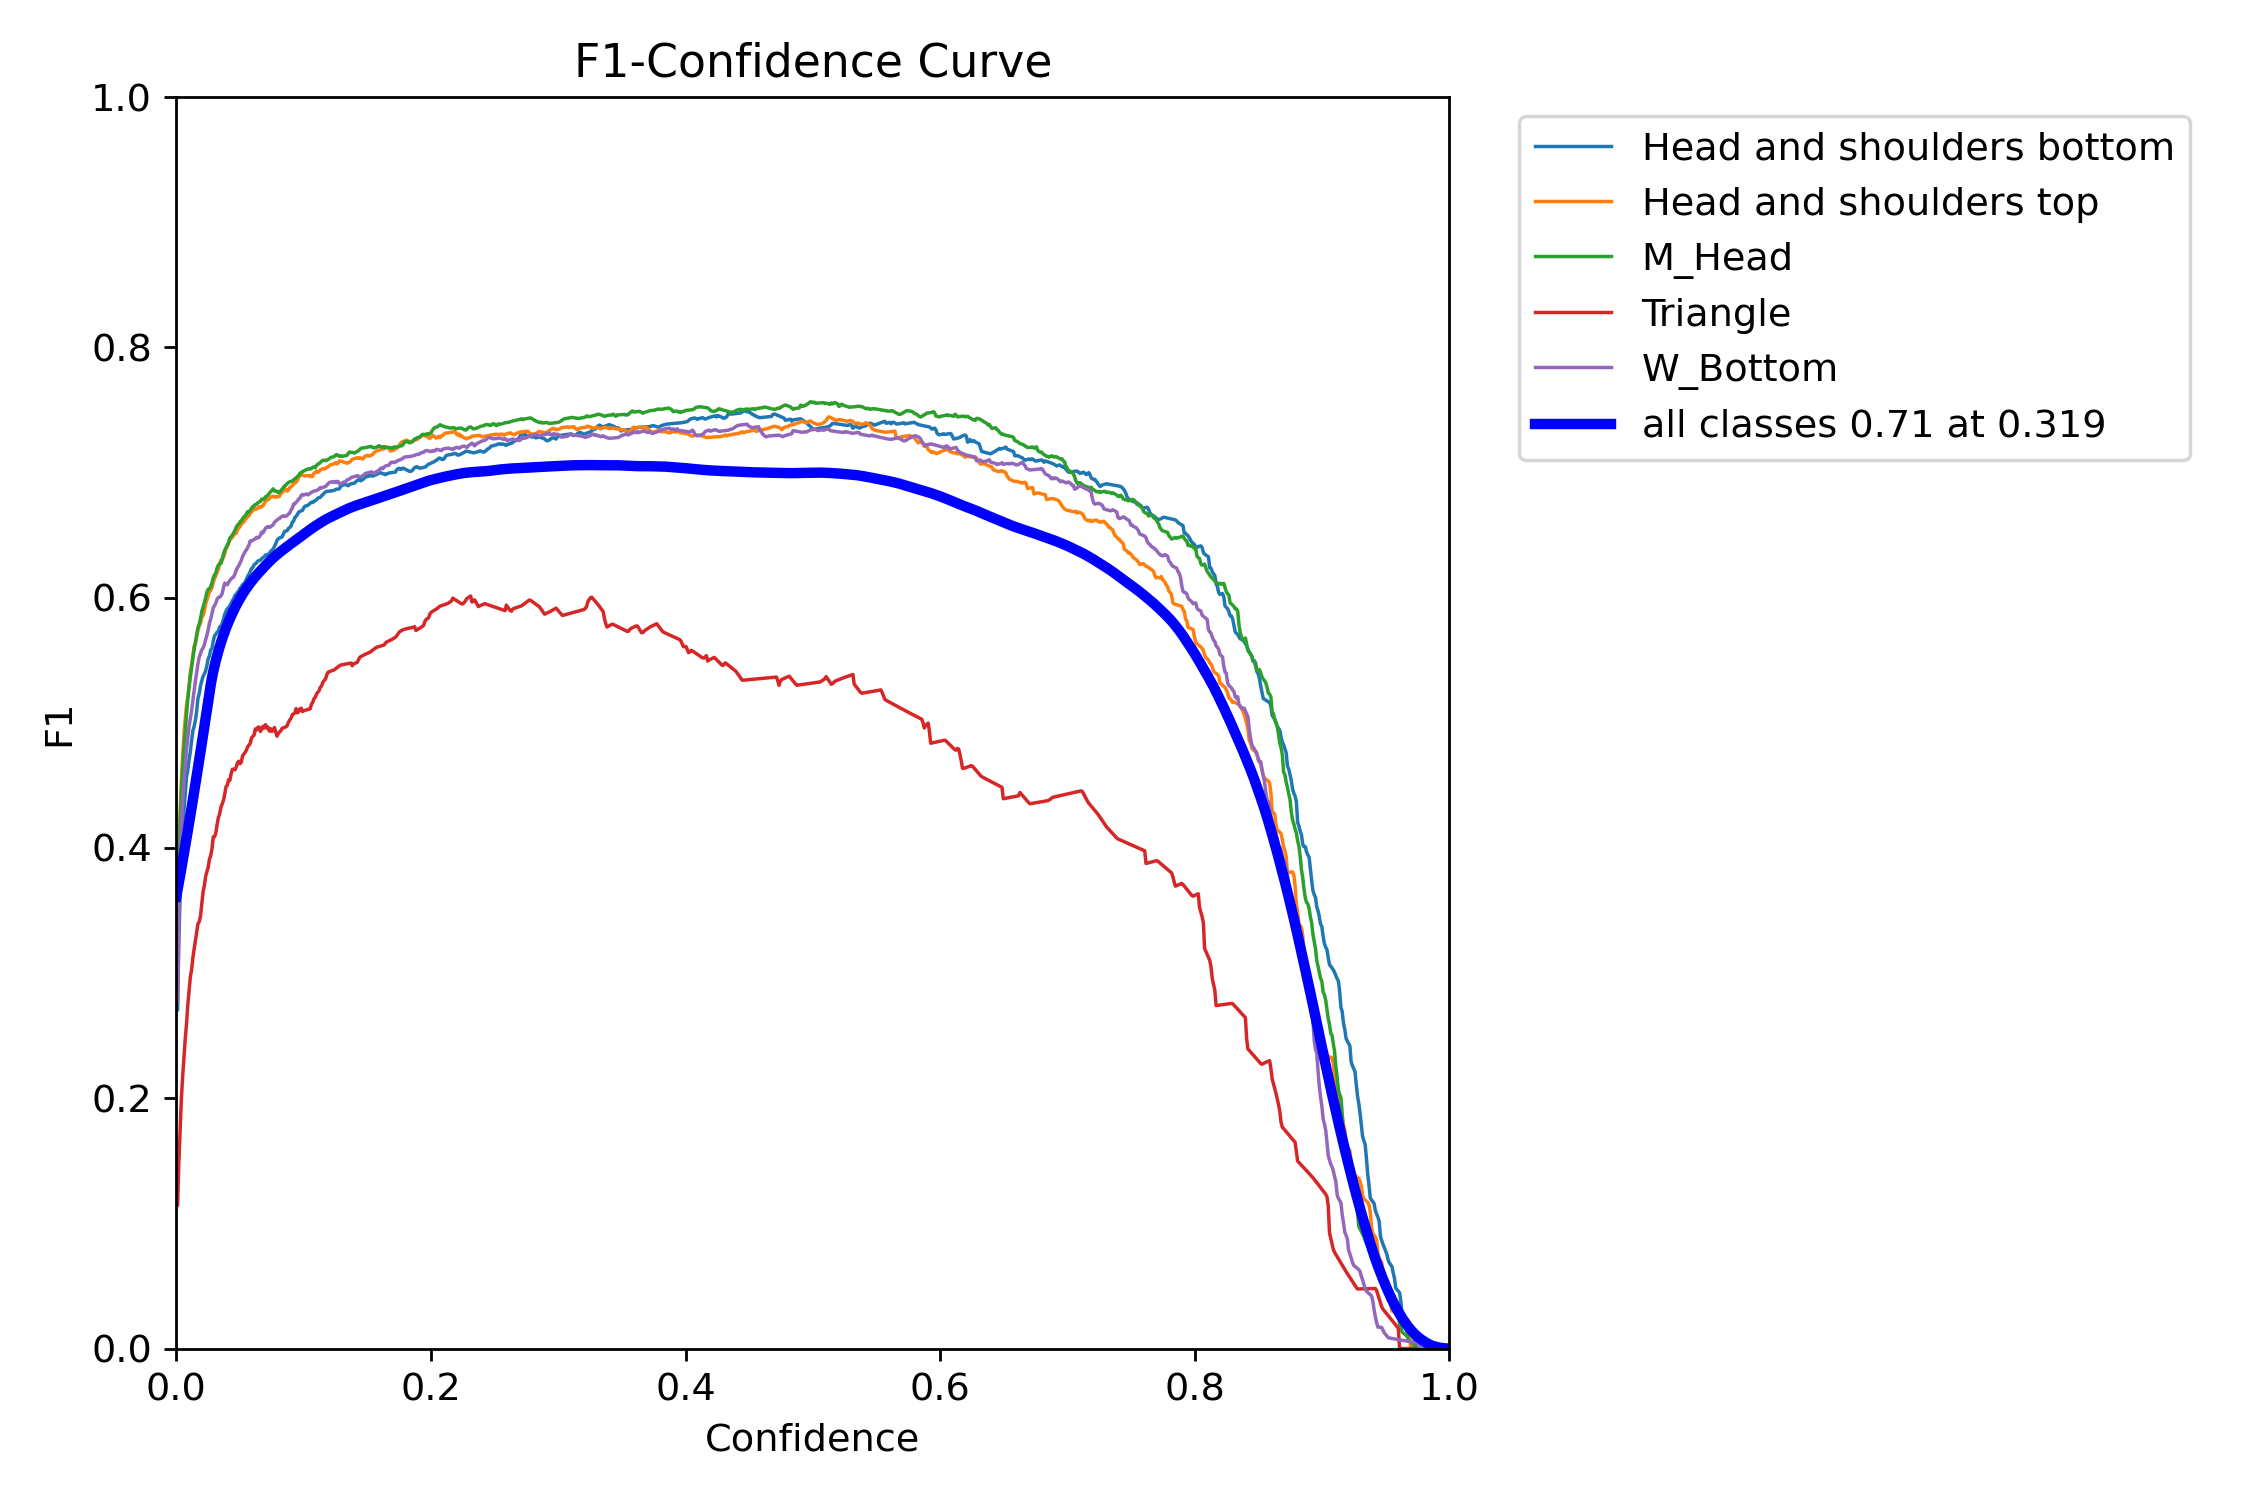 F1-Confidence Curve
1.0
0.8
0.6
0.4
0.2
0.0
F1
0.0 0.2 0.4 0.6 0.8 1.0
Confidence
Head and shoulders bottom
Head and shoulders top
M_Head
Triangle
W_Bottom
all classes 0.71 at 0.319